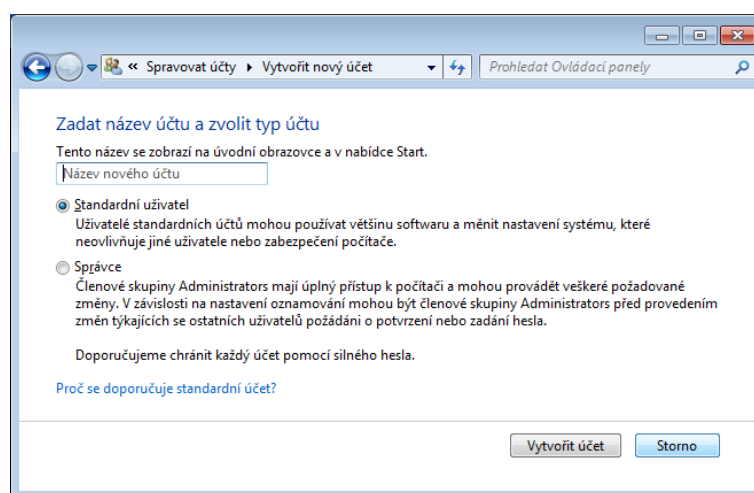 « Spravovat účty ▸ Vytvořit nový účet
Prohledat Ovládací panely
Zadat název účtu a zvolit typ účtu
Tento název se zobrazí na úvodní obrazovce a v nabídce Start.
Název nového účtu
Standardní uživatel
Uživatelé standardních účtů mohou používat většinu softwaru a měnit nastavení systému, které
neovlivňuje jiné uživatele nebo zabezpečení počítače.
Správce
Členové skupiny Administrators mají úplný přístup k počítači a mohou provádět veškeré požadované
změny. V závislosti na nastavení oznamování mohou být členové skupiny Administrators před provedením
změn týkajících se ostatních uživatelů požádáni o potvrzení nebo zadání hesla.
Doporučujeme chránit každý účet pomocí silného hesla.
Proč se doporučuje standardní účet?
Vytvořit účet
Storno